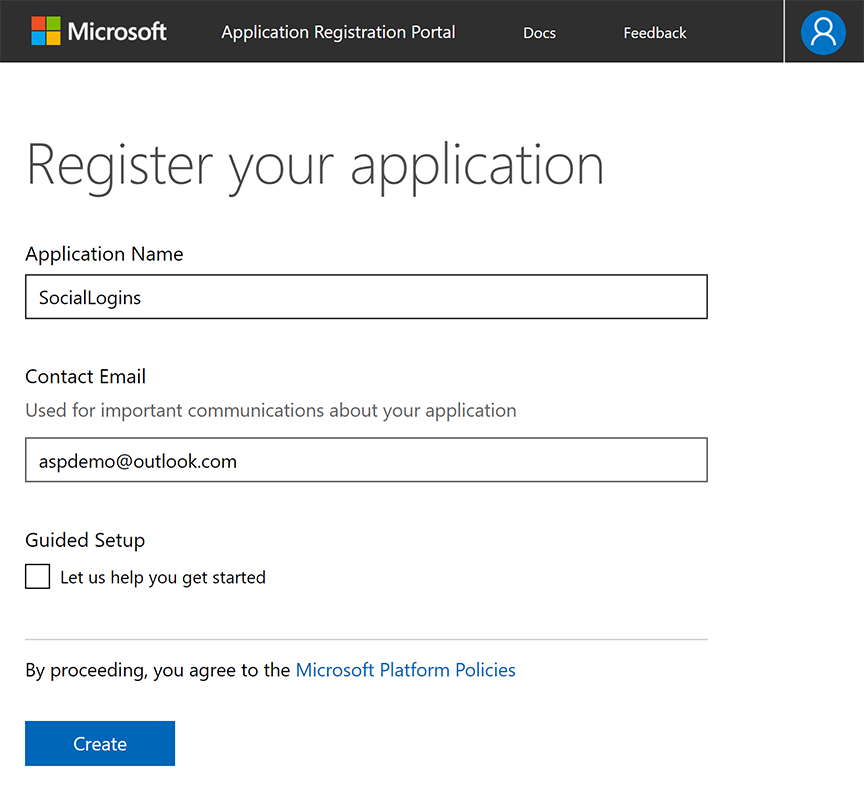 Microsoft Application Registration Portal Docs Feedback
Register your application
Application Name
SocialLogins
Contact Email
Used for important communications about your application
aspdemo@outlook.com
Guided Setup
Let us help you get started
By proceeding, you agree to the Microsoft Platform Policies
Create